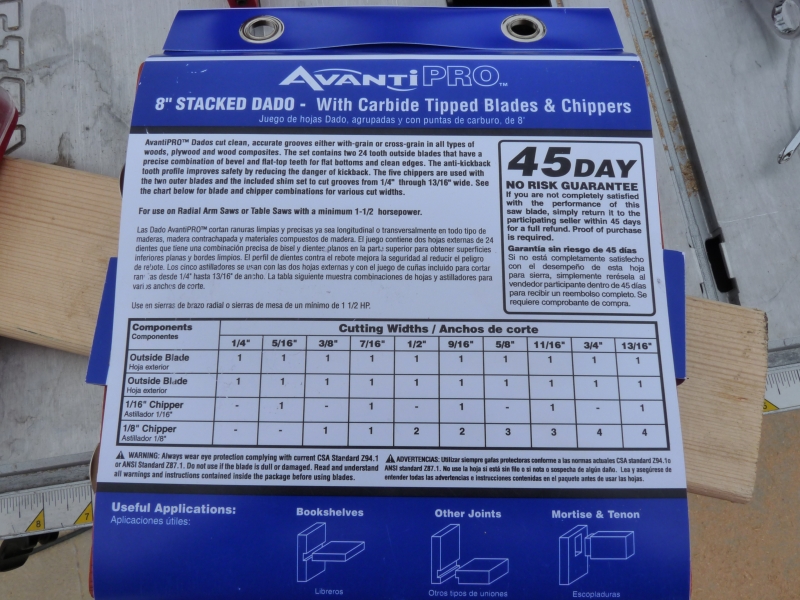 AVANTI PRO™
8" STACKED DADO - With Carbide Tipped Blades & Chippers
Juego de hojas Dado, agrupadas y con puntas de carburo, de 8"
AvantiPRO™ Dados cut clean, accurate grooves either with-grain or cross-grain in all types of
woods, plywood and wood composites. The set contains two 24 tooth outside blades that have a
precise combination of bevel and flat-top teeth for flat bottoms and clean edges. The anti-kickback
tooth profile improves safety by reducing the danger of kickback. The five chippers are used with
the two outer blades and the included shim set to cut grooves from 1/4" through 13/16" wide. See
the chart below for blade and chipper combinations for various cut widths.
For use on Radial Arm Saws or Table Saws with a minimum 1-1/2 horsepower.
Las Dado AvantiPRO™ cortan ranuras limpias y precisas ya sea longitudinal o transversalmente en todo tipo de
maderas, madera contrachapada y materiales compuestos de madera. El juego contiene dos hojas externas de 24
dientes que tiene una combinación precisa de bisel y dientes planos en la parte superior para obtener superficies
inferiores planas y bordes limpios. El perfil de dientes contra el rebote mejora la seguridad al reducir el peligro
de rebote. Los cinco astilladores se usan con las dos hojas externas y con el juego de cuñas incluido para cortar
ranuras desde 1/4" hasta 13/16" de ancho. La tabla siguiente muestra combinaciones de hojas y astilladores para
varios anchos de corte.
Use en sierras de brazo radial o sierras de mesa de un mínimo de 1 1/2 HP.
45 DAY
NO RISK GUARANTEE
If you are not completely satisfied
with the performance of this
saw blade, simply return it to the
participating seller within 45 days
for a full refund. Proof of purchase
is required.
Garantía sin riesgo de 45 días
Si no está completamente satisfecho
con el desempeño de esta hoja
para sierra, simplemente remésela al
vendedor participante dentro de 45 días
para recibir un reembolso completo. Se
requiere comprobante de compra.
Components Cutting Widths / Anchos de corte
Componentes 1/4" 5/16" 3/8" 7/16" 1/2" 9/16" 5/8" 11/16" 3/4" 13/16"
Outside Blade 1 1 1 1 1 1 1 1 1 1
Hoja exterior
Outside Blade 1 1 1 1 1 1 1 1 1 1
Hoja exterior
1/16" Chipper - 1 - 1 - 1 - 1 - 1
Astillador 1/16"
1/8" Chipper - - 1 1 2 2 3 3 4 4
Astillador 1/8"
WARNING: Always wear eye protection complying with current CSA Standard Z94.1
or ANSI Standard Z87.1. Do not use if the blade is dull or damaged. Read and understand
all warnings and instructions contained inside the package before using blades.
ADVERTENCIAS: Utilizar siempre gafas protectoras conforme a las normas actuales CSA standard Z94.1o
ANSI standard Z87.1. No use la hoja si está sin filo e si nota o sospecha de algún daño. Lea y asegúrese de
entender todas las advertencias e instrucciones contenidas en el paquete antes de usar las hojas.
Useful Applications:
Aplicaciones útiles:
Bookshelves
Libreros
Other Joints
Otros tipos de uniones
Mortise & Tenon
Escopladuras
8
7
5